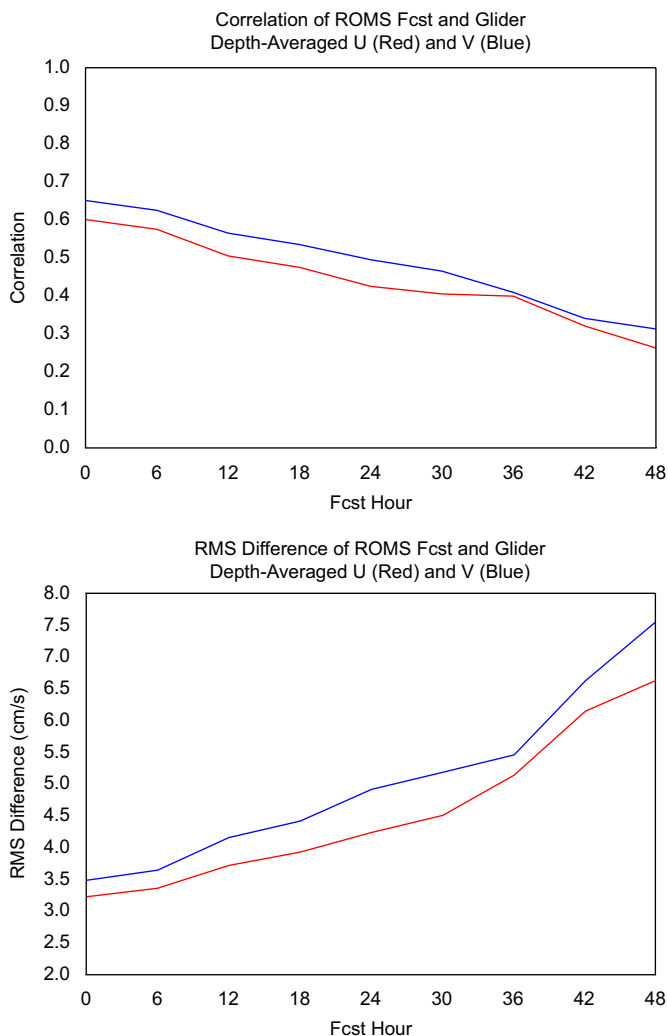 Correlation of ROMS Fcst and Glider
Depth-Averaged U (Red) and V (Blue)
1.0
0.9
0.8
0.7
0.6
0.5
0.4
0.3
0.2
0.1
0.0
Correlation
0 6 12 18 24 30 36 42 48
Fcst Hour
RMS Difference of ROMS Fcst and Glider
Depth-Averaged U (Red) and V (Blue)
8.0
7.5
7.0
6.5
6.0
5.5
5.0
4.5
4.0
3.5
3.0
2.5
2.0
RMS Difference (cm/s)
0 6 12 18 24 30 36 42 48
Fcst Hour